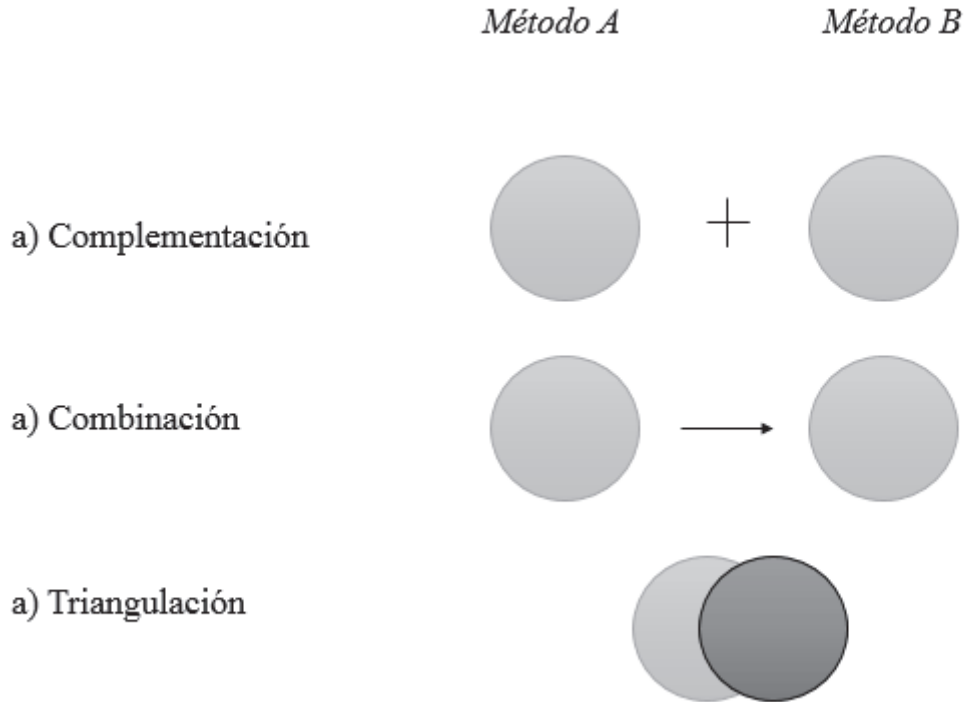 Método A Método B
a) Complementación
a) Combinación
a) Triangulación